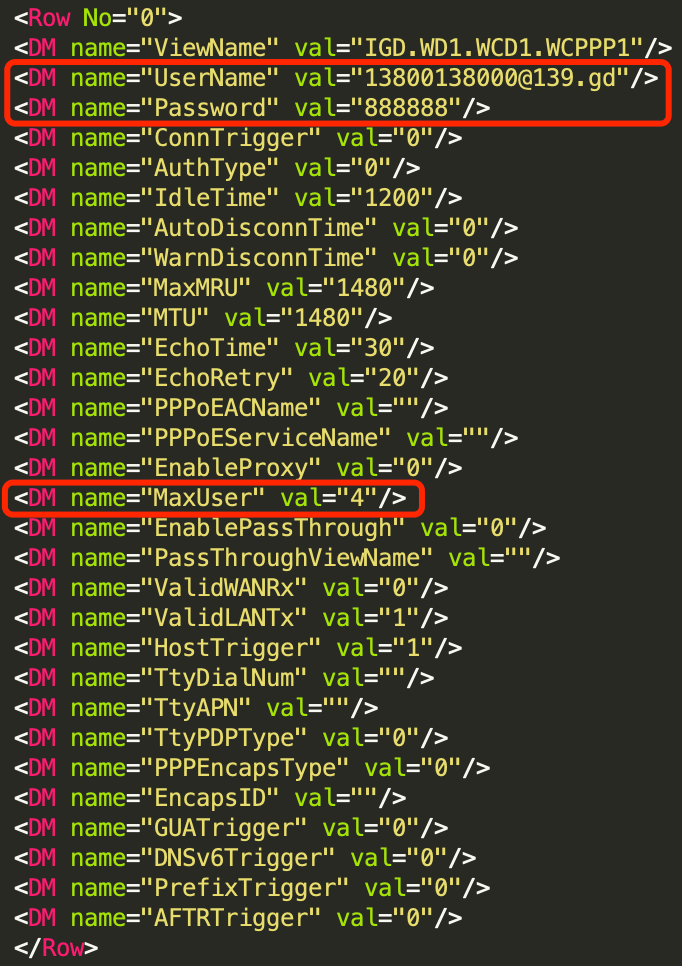 <Row No="0">
<DM name="ViewName" val="IGD.WD1.WCD1.WCPPP1"/>
<DM name="UserName" val="13800138000@139.gd"/>
<DM name="Password" val="888888"/>
<DM name="ConnTrigger" val="0"/>
<DM name="AuthType" val="0"/>
<DM name="IdleTime" val="1200"/>
<DM name="AutoDisconnTime" val="0"/>
<DM name="WarnDisconnTime" val="0"/>
<DM name="MaxMRU" val="1480"/>
<DM name="MTU" val="1480"/>
<DM name="EchoTime" val="30"/>
<DM name="EchoRetry" val="20"/>
<DM name="PPPoEACName" val=""/>
<DM name="PPPoEServiceName" val=""/>
<DM name="EnableProxy" val="0"/>
<DM name="MaxUser" val="4"/>
<DM name="EnablePassThrough" val="0"/>
<DM name="PassThroughViewName" val=""/>
<DM name="ValidWANRx" val="0"/>
<DM name="ValidLANTx" val="1"/>
<DM name="HostTrigger" val="1"/>
<DM name="TtyDialNum" val=""/>
<DM name="TtyAPN" val=""/>
<DM name="TtyPDPType" val="0"/>
<DM name="PPPEncapsType" val="0"/>
<DM name="EncapsID" val=""/>
<DM name="GUATrigger" val="0"/>
<DM name="DNSv6Trigger" val="0"/>
<DM name="PrefixTrigger" val="0"/>
<DM name="AFTRTrigger" val="0"/>
</Row>